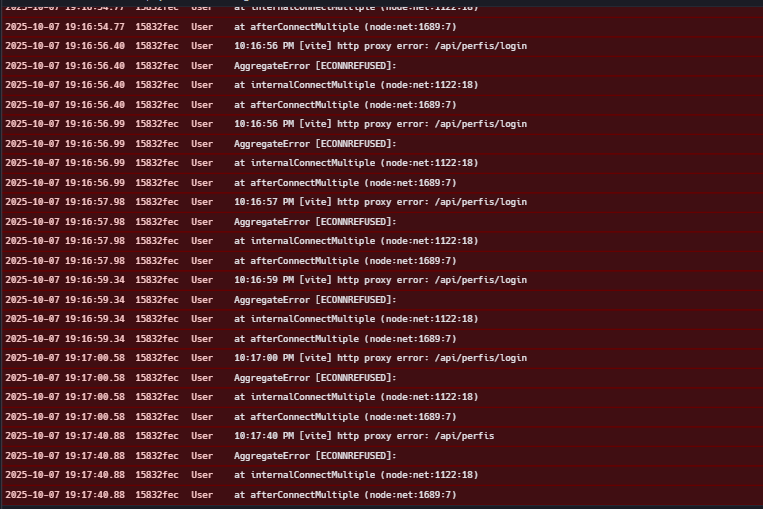 2025-10-07 19:16:54.77 15832fec User at internalConnectMultiple (node:net:1122:18)
2025-10-07 19:16:54.77 15832fec User at afterConnectMultiple (node:net:1689:7)
2025-10-07 19:16:56.40 15832fec User 10:16:56 PM [vite] http proxy error: /api/perfis/login
2025-10-07 19:16:56.40 15832fec User AggregateError [ECONNREFUSED]:
2025-10-07 19:16:56.40 15832fec User at internalConnectMultiple (node:net:1122:18)
2025-10-07 19:16:56.40 15832fec User at afterConnectMultiple (node:net:1689:7)
2025-10-07 19:16:56.99 15832fec User 10:16:56 PM [vite] http proxy error: /api/perfis/login
2025-10-07 19:16:56.99 15832fec User AggregateError [ECONNREFUSED]:
2025-10-07 19:16:56.99 15832fec User at internalConnectMultiple (node:net:1122:18)
2025-10-07 19:16:56.99 15832fec User at afterConnectMultiple (node:net:1689:7)
2025-10-07 19:16:57.98 15832fec User 10:16:57 PM [vite] http proxy error: /api/perfis/login
2025-10-07 19:16:57.98 15832fec User AggregateError [ECONNREFUSED]:
2025-10-07 19:16:57.98 15832fec User at internalConnectMultiple (node:net:1122:18)
2025-10-07 19:16:57.98 15832fec User at afterConnectMultiple (node:net:1689:7)
2025-10-07 19:16:59.34 15832fec User 10:16:59 PM [vite] http proxy error: /api/perfis/login
2025-10-07 19:16:59.34 15832fec User AggregateError [ECONNREFUSED]:
2025-10-07 19:16:59.34 15832fec User at internalConnectMultiple (node:net:1122:18)
2025-10-07 19:16:59.34 15832fec User at afterConnectMultiple (node:net:1689:7)
2025-10-07 19:17:00.58 15832fec User 10:17:00 PM [vite] http proxy error: /api/perfis/login
2025-10-07 19:17:00.58 15832fec User AggregateError [ECONNREFUSED]:
2025-10-07 19:17:00.58 15832fec User at internalConnectMultiple (node:net:1122:18)
2025-10-07 19:17:00.58 15832fec User at afterConnectMultiple (node:net:1689:7)
2025-10-07 19:17:40.88 15832fec User 10:17:40 PM [vite] http proxy error: /api/perfis
2025-10-07 19:17:40.88 15832fec User AggregateError [ECONNREFUSED]:
2025-10-07 19:17:40.88 15832fec User at internalConnectMultiple (node:net:1122:18)
2025-10-07 19:17:40.88 15832fec User at afterConnectMultiple (node:net:1689:7)